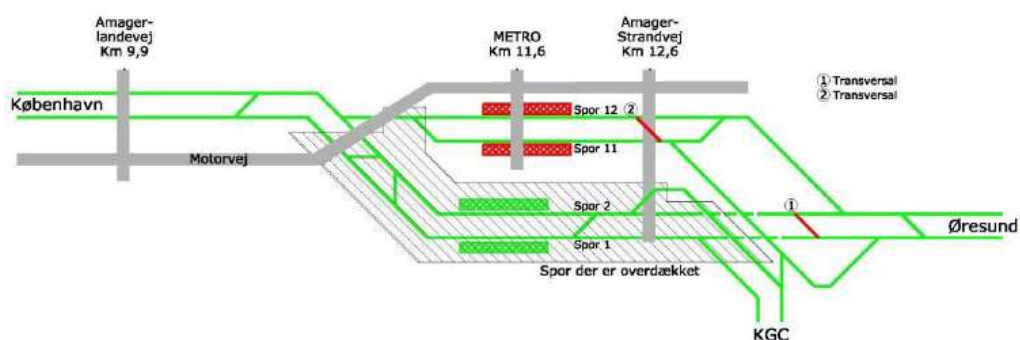 Amager-
landevej
Km 9,9
METRO
Km 11,6
Amager-
Strandvej
Km 12,6
① Transversal
② Transversal
København
Spor 12
②
Spor 11
Motorvej
Spor 2
①
Øresund
Spor 1
Spor der er overdækket
KGC